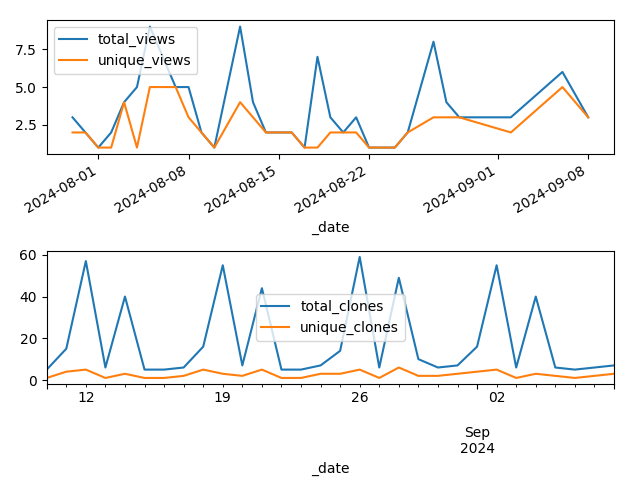 total_views
unique_views
7.5
5.0
2.5
2024-08-01
2024-08-08
2024-08-15
2024-08-22
2024-09-01
2024-09-08
_date
60
40
20
0
total_clones
unique_clones
12
19
26
02
Sep
2024
_date